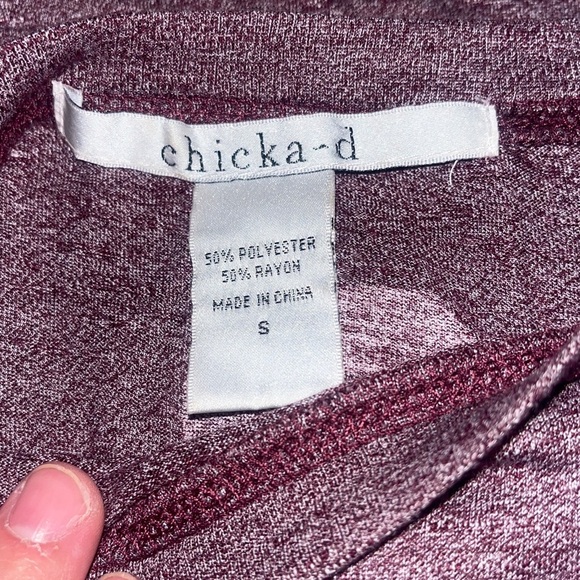 chicka-d
50% POLYESTER
50% RAYON
MADE IN CHINA
S